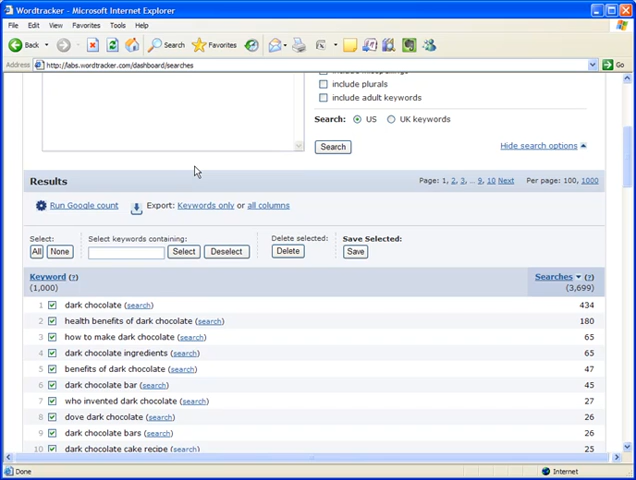 Wordtracker - Microsoft Internet Explorer
File Edit View Favorites Tools Help
Back Search Favorites
Address http://labs.wordtracker.com/dashboard/searches Go
include plurals
include adult keywords
Search: US UK keywords
Search Hide search options
Results Page: 1, 2, 3, ... 9, 10 Next Per page: 100, 1000
Run Google count Export: Keywords only or all columns
Select: Select keywords containing: Delete selected: Save Selected:
All None Select Deselect Delete Save
Keyword (?) Searches (?)
(1,000) (3,699)
1 dark chocolate (search) 434
2 health benefits of dark chocolate (search) 180
3 how to make dark chocolate (search) 65
4 dark chocolate ingredients (search) 65
5 benefits of dark chocolate (search) 47
6 dark chocolate bar (search) 45
7 who invented dark chocolate (search) 27
8 dove dark chocolate (search) 26
9 dark chocolate bars (search) 26
10 dark chocolate cake recipe (search) 25
Done Internet